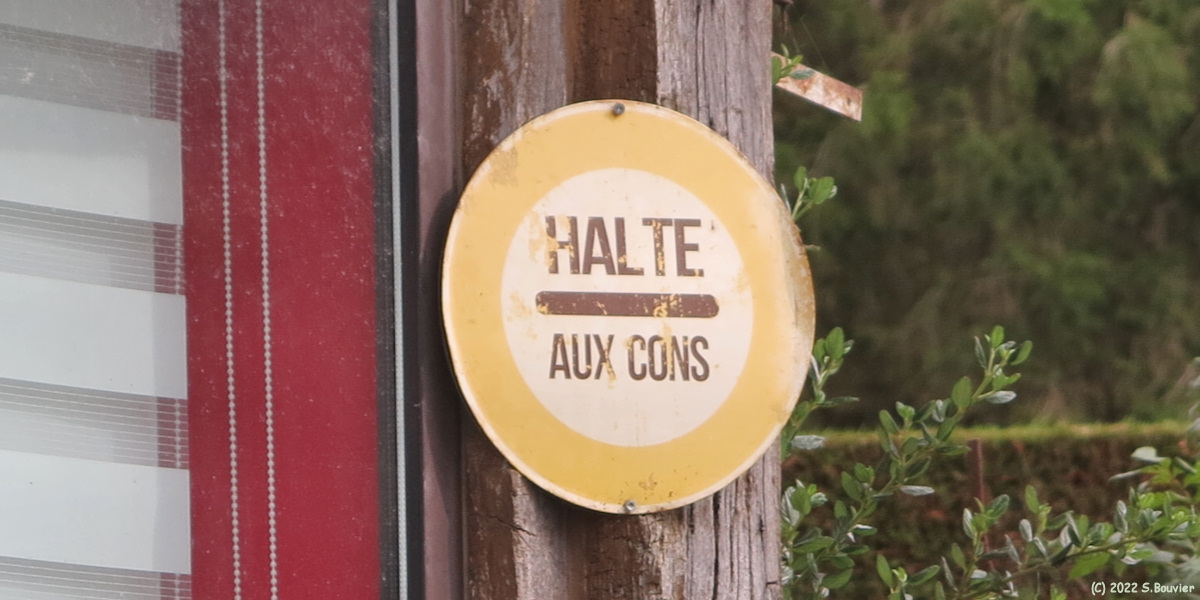 HALTE
AUX CONS
(C) 2022 S.Bouvier